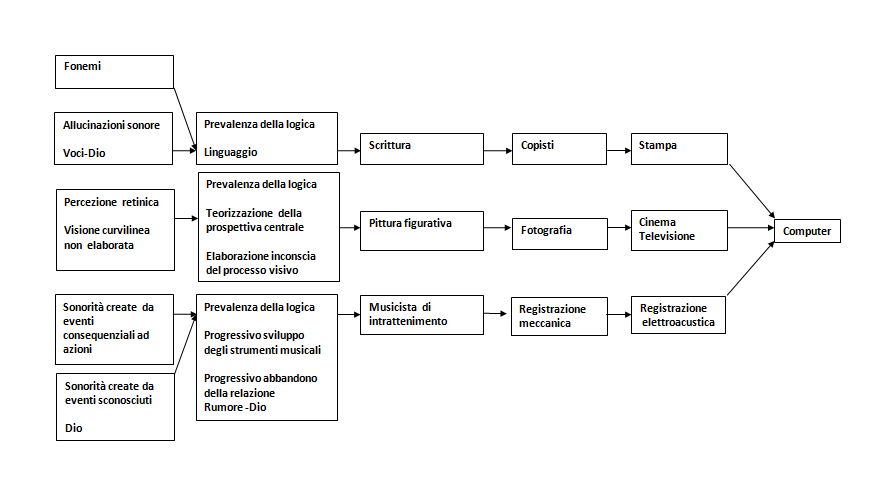 Fonemi
Allucinazioni sonore
Voci-Dio
Prevalenza della logica
Linguaggio
Scrittura
Copisti
Stampa
Percezione retinica
Visione curvilinea
non elaborata
Prevalenza della logica
Teorizzazione della
prospettiva centrale
Elaborazione inconscia
del processo visivo
Pittura figurativa
Fotografia
Cinema
Televisione
Computer
Sonorità create da
eventi
consequenziali ad
azioni
Sonorità create da
eventi sconosciuti
Dio
Prevalenza della logica
Progressivo sviluppo
degli strumenti musicali
Progressivo abbandono
della relazione
Rumore -Dio
Musicista di
intrattenimento
Registrazione
meccanica
Registrazione
elettroacustica